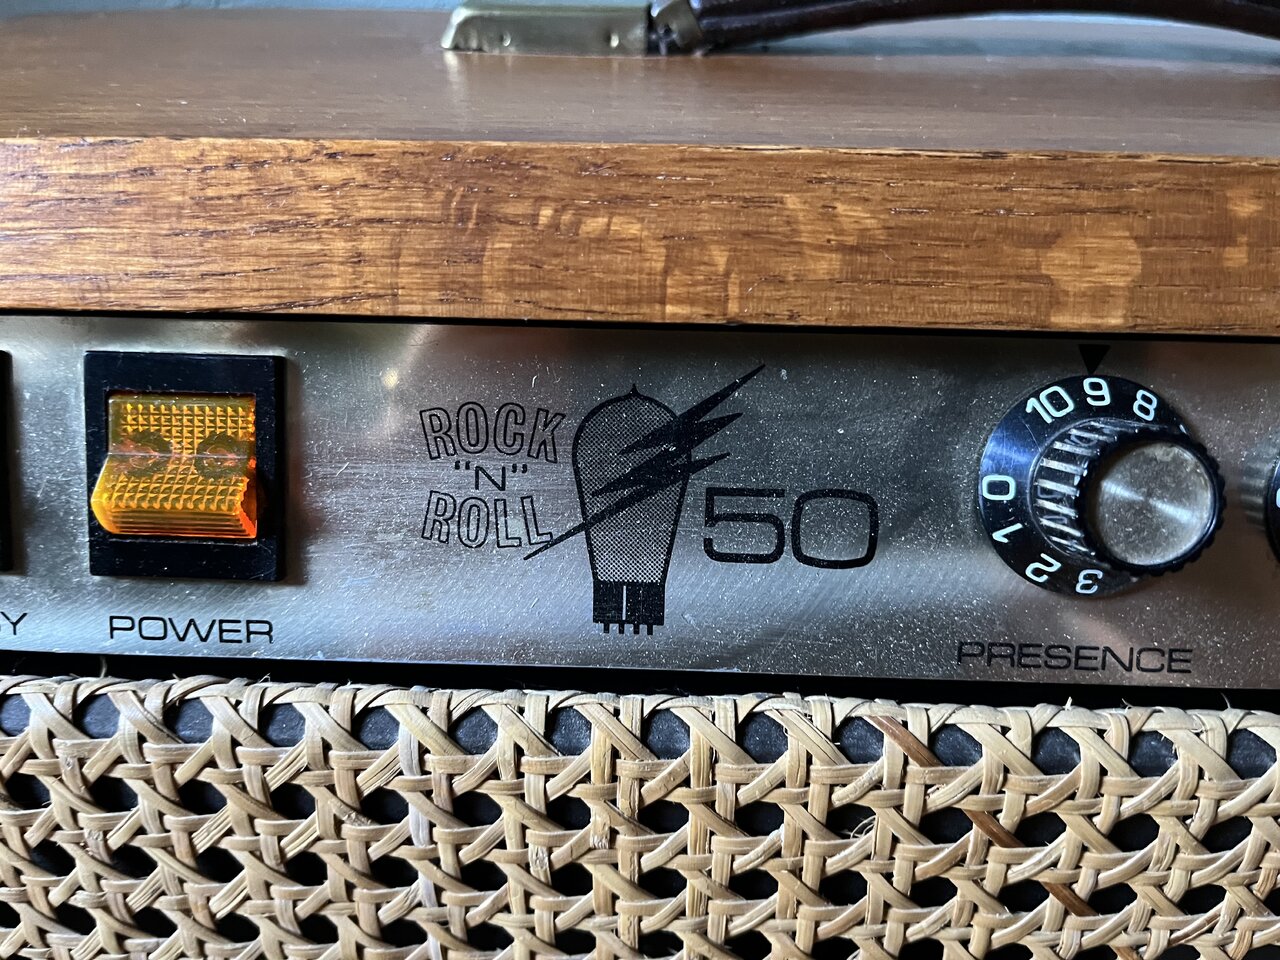 Y
POWER
ROCK
"N"
ROLL
50
10 9 8
0
1
2
3
PRESENCE